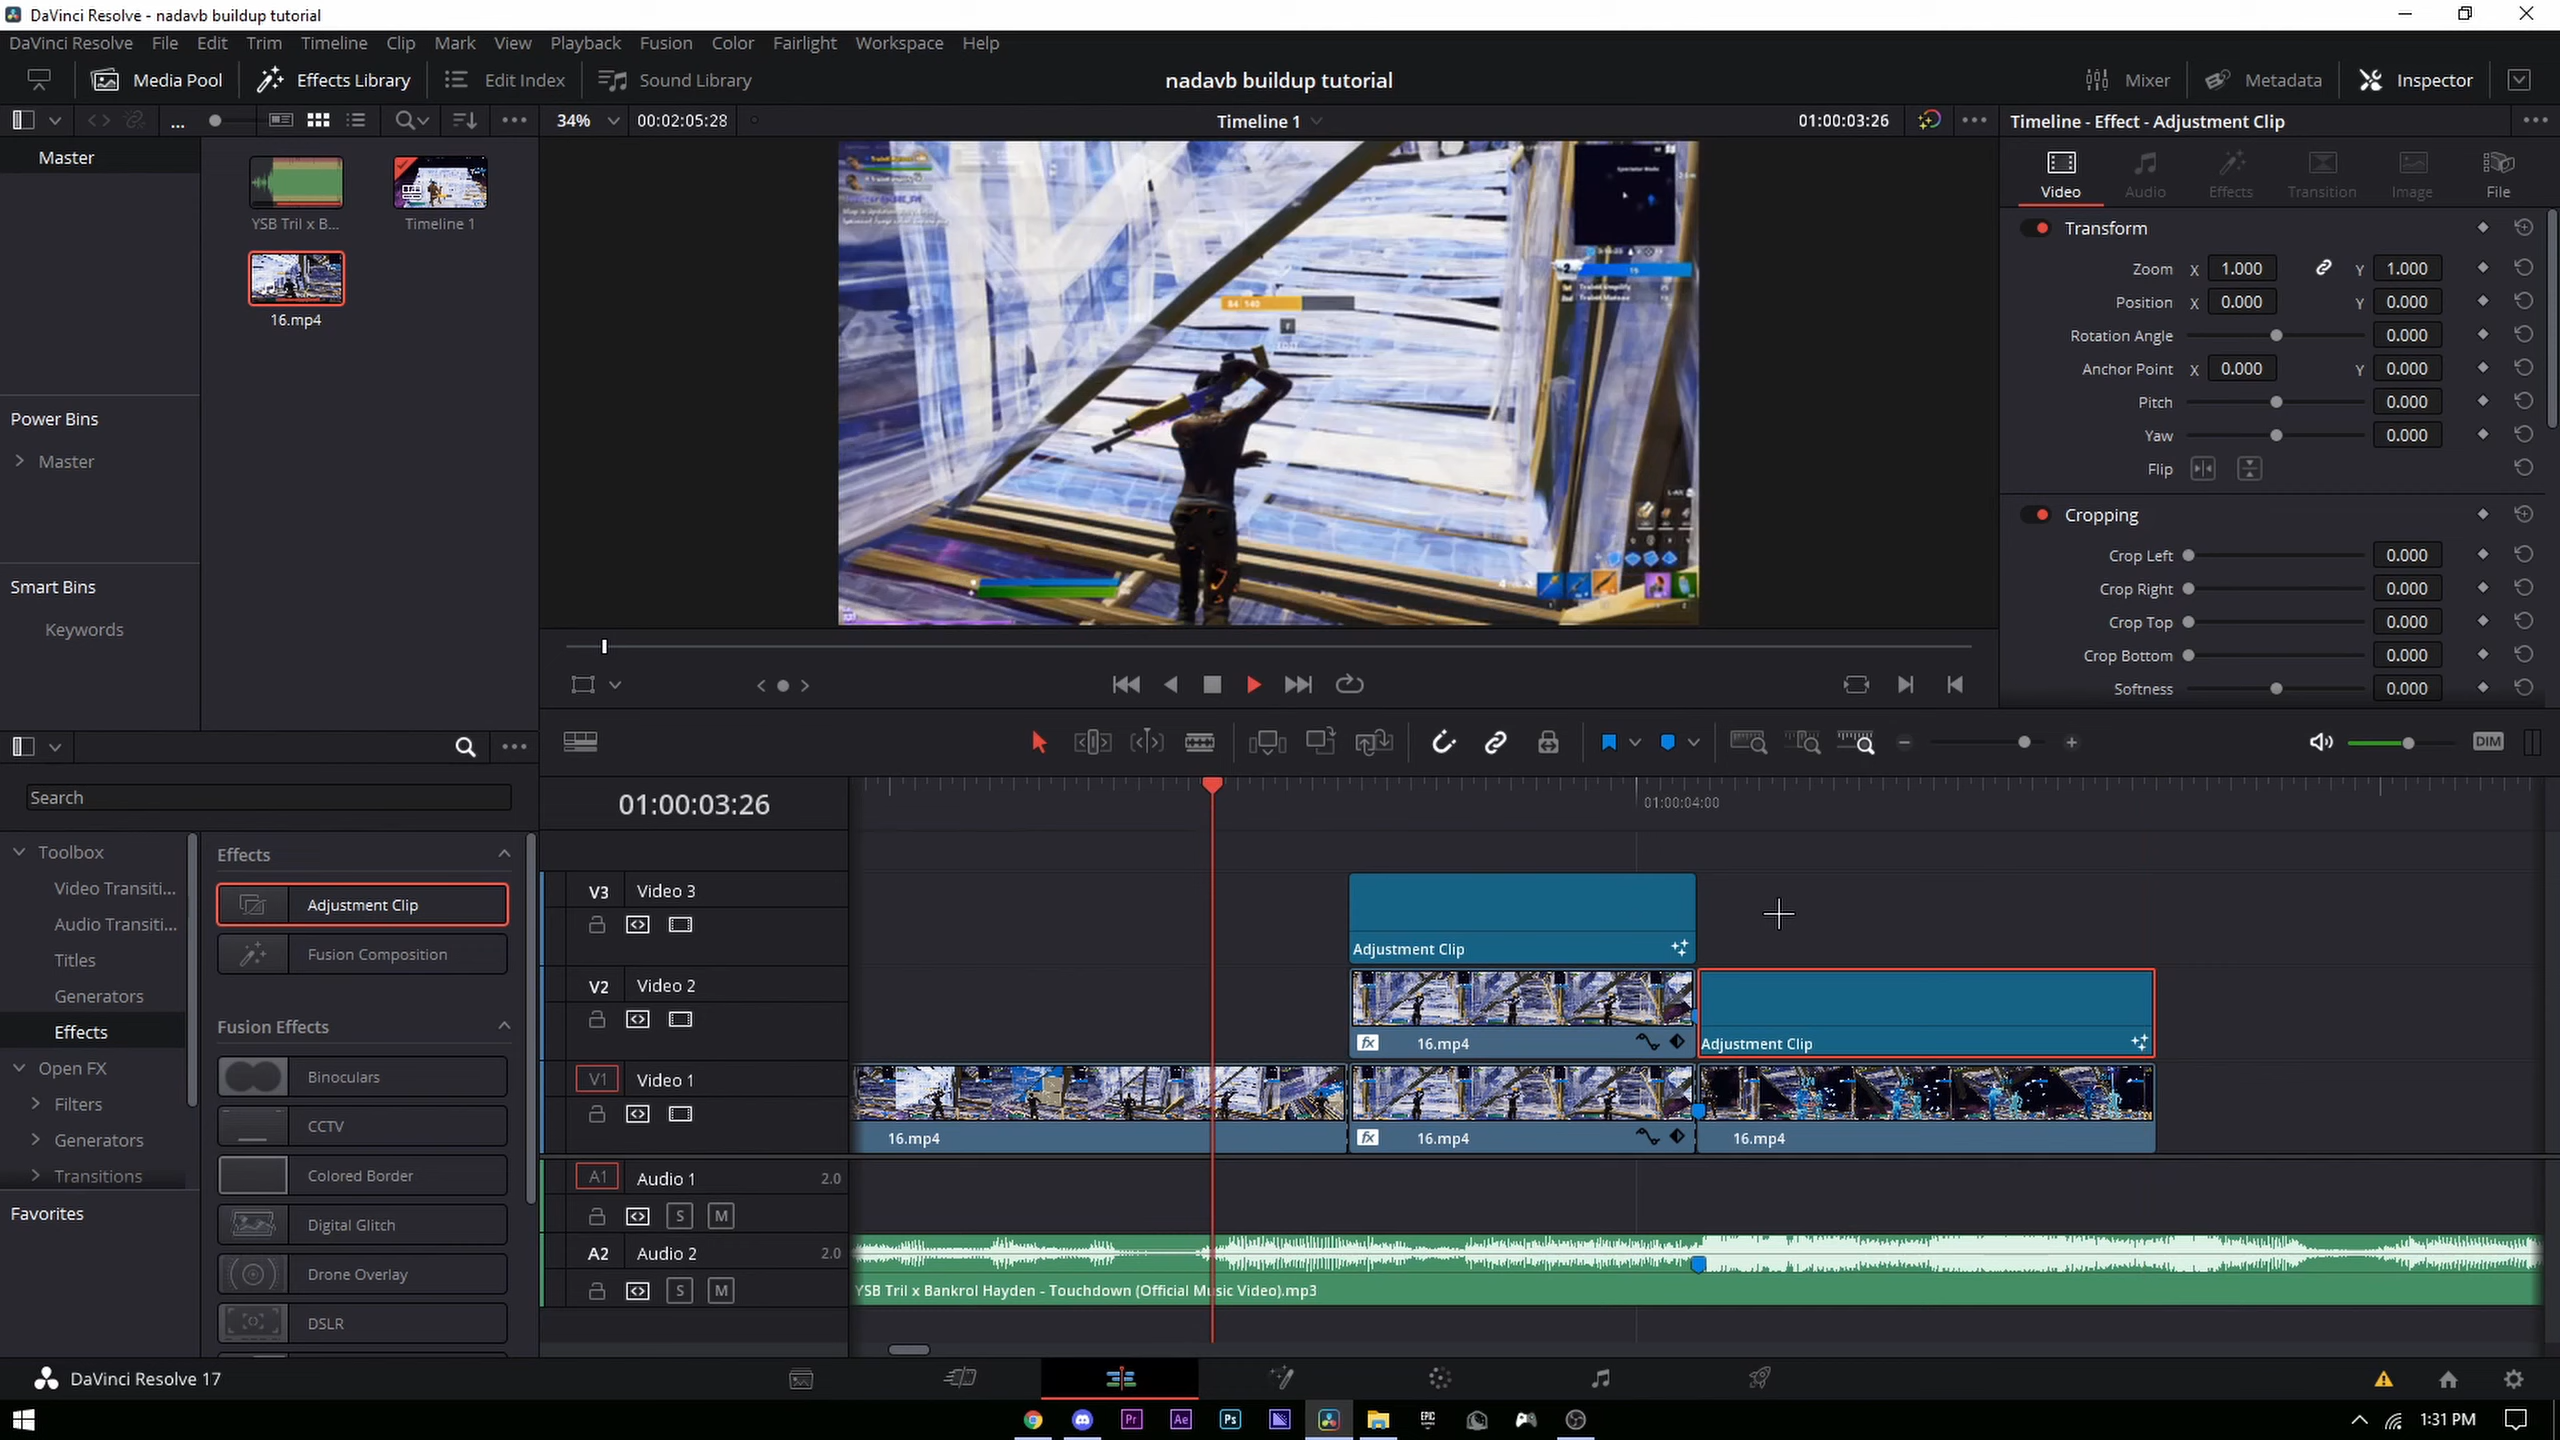 DaVinci Resolve - nadavb buildup tutorial
DaVinci Resolve File Edit Trim Timeline Clip Mark View Playback Fusion Color Fairlight Workspace Help
Media Pool Effects Library Edit Index Sound Library nadavb buildup tutorial Mixer Metadata Inspector
... 34% 00:02:05:28 Timeline 1 01:00:03:26 Timeline - Effect - Adjustment Clip
Master
YSB Tril x B...
Timeline 1
16.mp4
Power Bins
Master
Smart Bins
Keywords
84 140
Video Audio Effects Transition Image File
Transform
Zoom X 1.000 Y 1.000
Position X 0.000 Y 0.000
Rotation Angle 0.000
Anchor Point X 0.000 Y 0.000
Pitch 0.000
Yaw 0.000
Flip
Cropping
Crop Left 0.000
Crop Right 0.000
Crop Top 0.000
Crop Bottom 0.000
Softness 0.000
DIM
Search
Toolbox
Video Transiti...
Audio Transiti...
Titles
Generators
Effects
Open FX
Filters
Generators
Transitions
Favorites
Effects
Adjustment Clip
Fusion Composition
Fusion Effects
Binoculars
CCTV
Colored Border
Digital Glitch
Drone Overlay
DSLR
01:00:03:26
01:00:04:00
V3 Video 3
Adjustment Clip
V2 Video 2
fx 16.mp4
Adjustment Clip
V1 Video 1
16.mp4
fx 16.mp4
16.mp4
A1 Audio 1 2.0
S M
A2 Audio 2 2.0
S M
YSB Tril x Bankrol Hayden - Touchdown (Official Music Video).mp3
DaVinci Resolve 17
Pr Ae Ps EPIC
1:31 PM